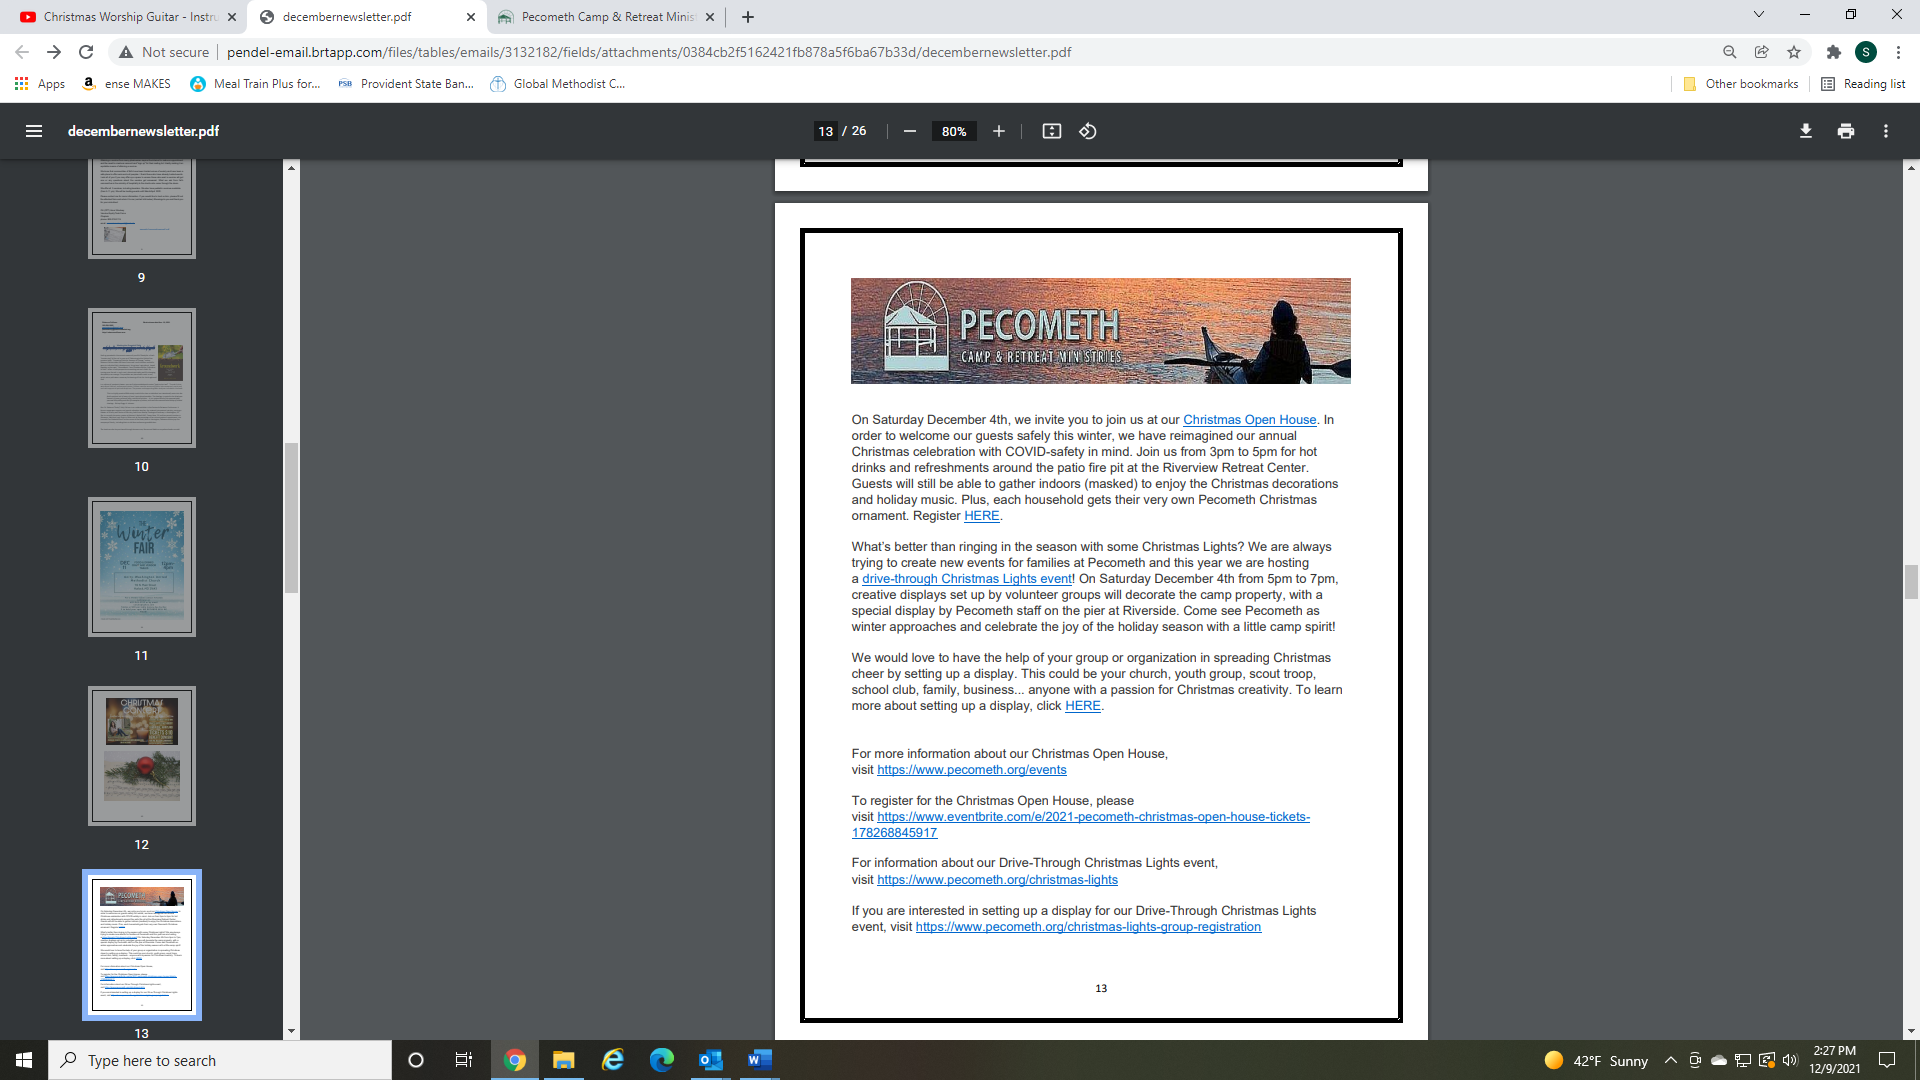 Christmas Worship Guitar - Instru
decembernewsletter.pdf
Pecometh Camp & Retreat Minis
Not secure
pendel-email.brtapp.com/files/tables/emails/3132182/fields/attachments/0384cb2f5162421fb878a5f6ba67b33d/decembernewsletter.pdf
S
Apps
ense MAKES
Meal Train Plus for...
PSB
Provident State Ban...
Global Methodist C...
Other bookmarks
Reading list
decembernewsletter.pdf
13 / 26
80%
9
10
Winter
FAIR
11
CHRISTMAS
CONCERT
12
13
PECOMETH
CAMP & RETREAT MINISTRIES
On Saturday December 4th, we invite you to join us at our Christmas Open House. In
order to welcome our guests safely this winter, we have reimagined our annual
Christmas celebration with COVID-safety in mind. Join us from 3pm to 5pm for hot
drinks and refreshments around the patio fire pit at the Riverview Retreat Center.
Guests will still be able to gather indoors (masked) to enjoy the Christmas decorations
and holiday music. Plus, each household gets their very own Pecometh Christmas
ornament. Register HERE.
What's better than ringing in the season with some Christmas Lights? We are always
trying to create new events for families at Pecometh and this year we are hosting
a drive-through Christmas Lights event! On Saturday December 4th from 5pm to 7pm,
creative displays set up by volunteer groups will decorate the camp property, with a
special display by Pecometh staff on the pier at Riverside. Come see Pecometh as
winter approaches and celebrate the joy of the holiday season with a little camp spirit!
We would love to have the help of your group or organization in spreading Christmas
cheer by setting up a display. This could be your church, youth group, scout troop,
school club, family, business... anyone with a passion for Christmas creativity. To learn
more about setting up a display, click HERE.
For more information about our Christmas Open House,
visit https://www.pecometh.org/events
To register for the Christmas Open House, please
visit https://www.eventbrite.com/e/2021-pecometh-christmas-open-house-tickets-
178268845917
For information about our Drive-Through Christmas Lights event,
visit https://www.pecometh.org/christmas-lights
If you are interested in setting up a display for our Drive-Through Christmas Lights
event, visit https://www.pecometh.org/christmas-lights-group-registration
13
Type here to search
42°F Sunny
2:27 PM
12/9/2021